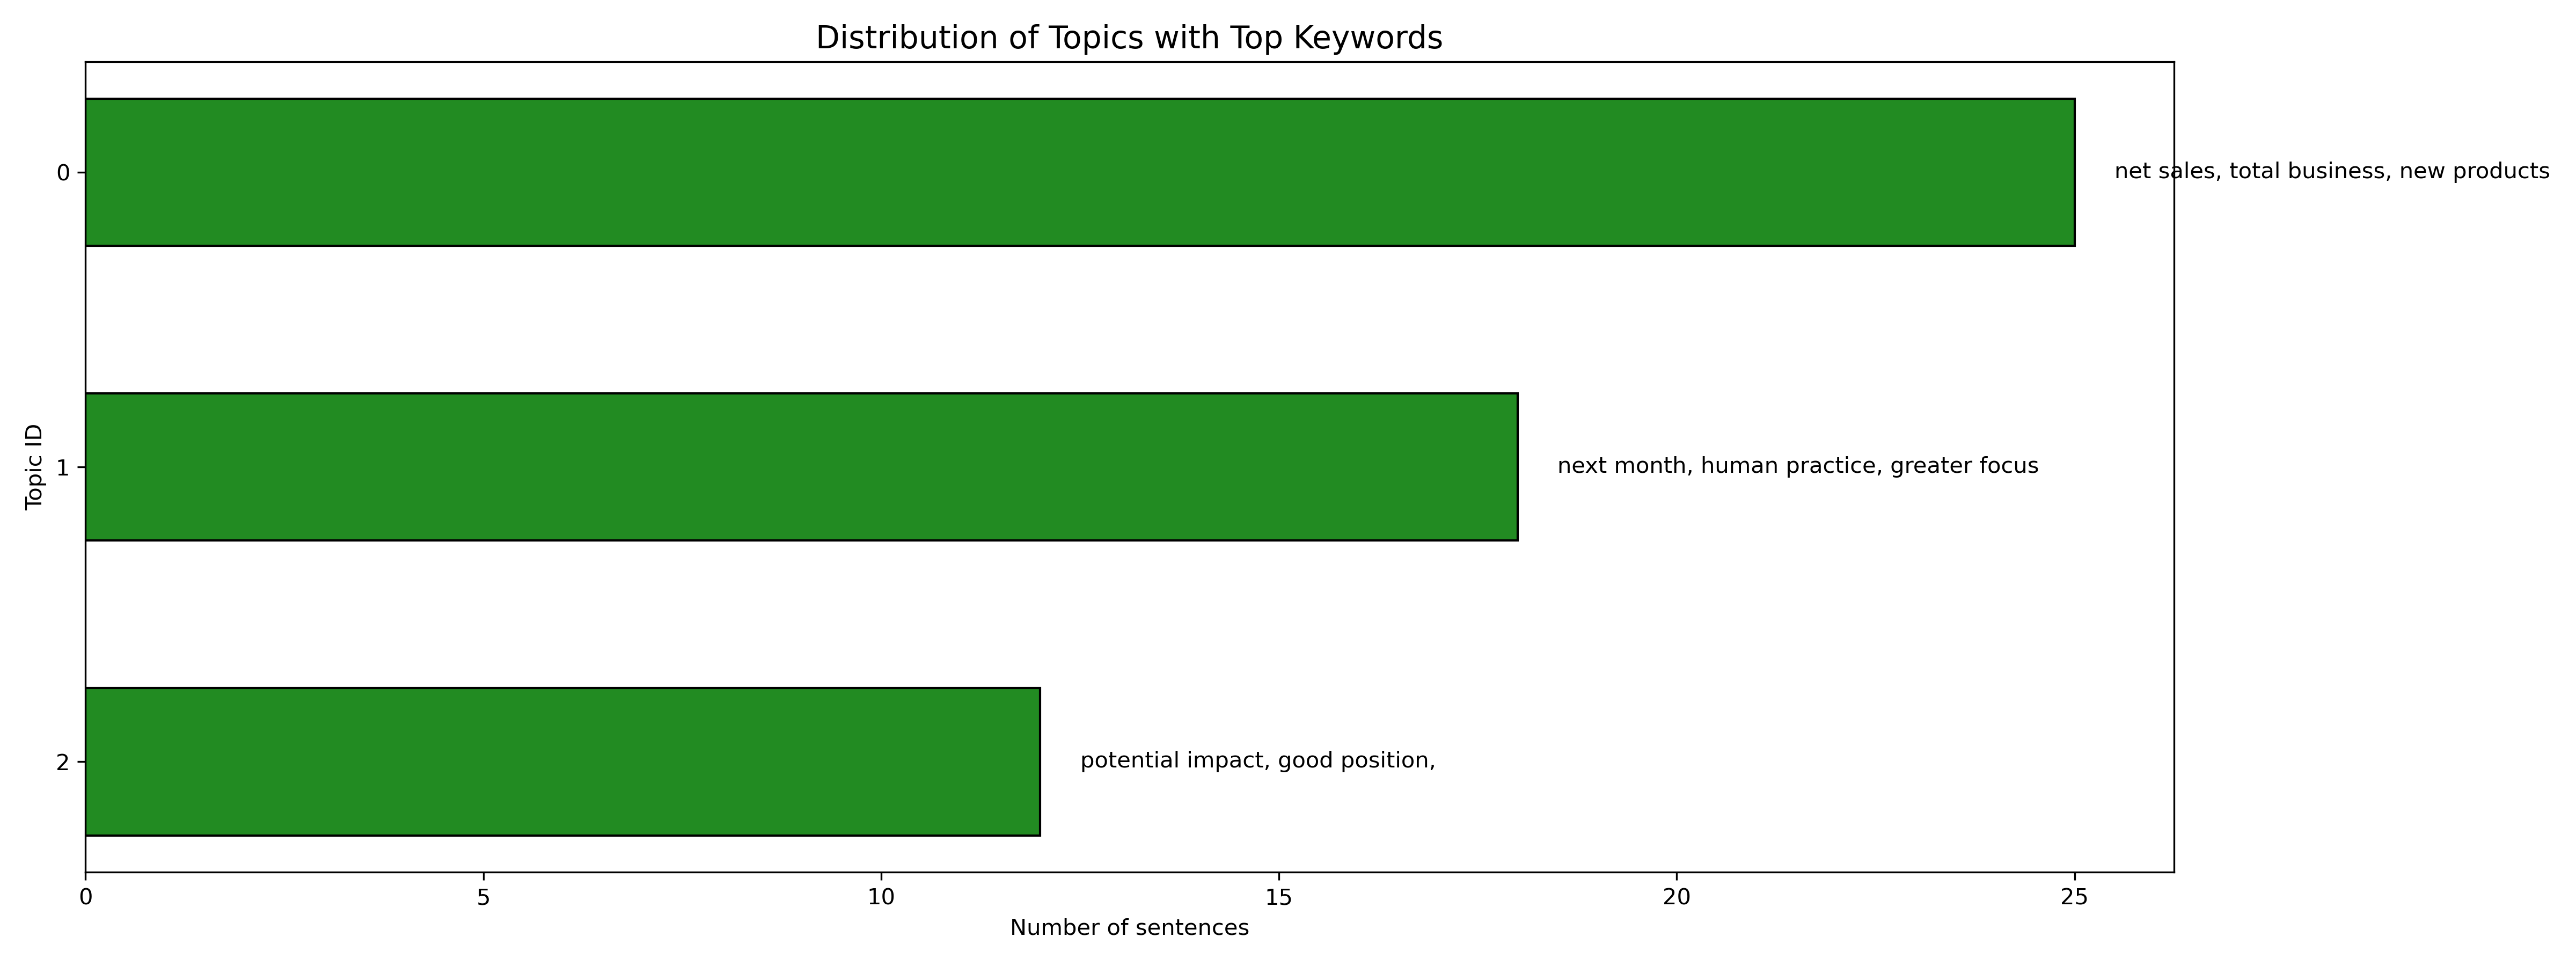 Distribution of Topics with Top Keywords
0
net sales, total business, new products
Topic ID
1
next month, human practice, greater focus
2
potential impact, good position,
0
5
10
15
20
25
Number of sentences